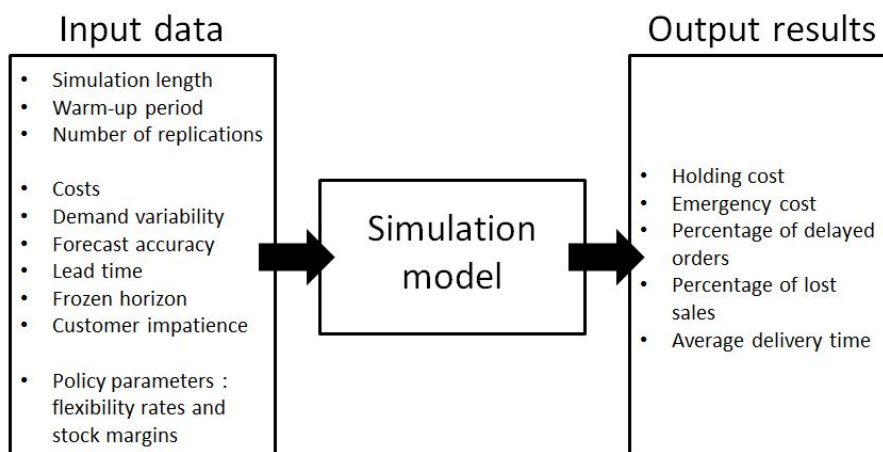 Input data
• Simulation length
• Warm-up period
• Number of replications
• Costs
• Demand variability
• Forecast accuracy
• Lead time
• Frozen horizon
• Customer impatience
• Policy parameters :
flexibility rates and
stock margins
Simulation
model
Output results
• Holding cost
• Emergency cost
• Percentage of delayed
orders
• Percentage of lost
sales
• Average delivery time